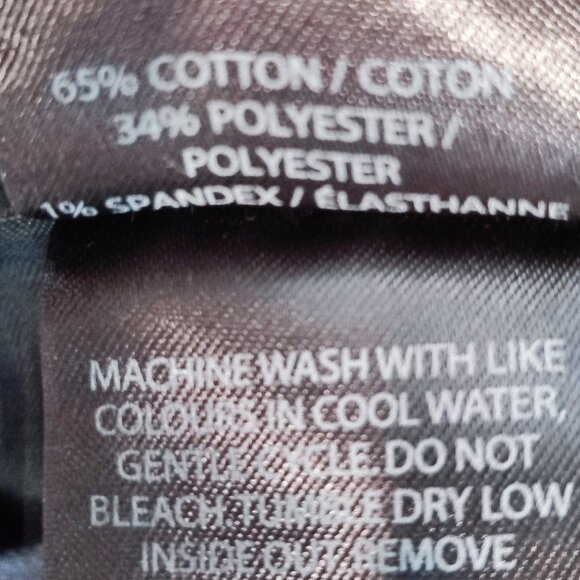 65% COTTON / COTON
34% POLYESTER /
POLYESTER
1% SPANDEX / ÉLASTHANNE
MACHINE WASH WITH LIKE
COLOURS IN COOL WATER,
GENTLE CYCLE. DO NOT
BLEACH. TUMBLE DRY LOW
INSIDE OUT. REMOVE